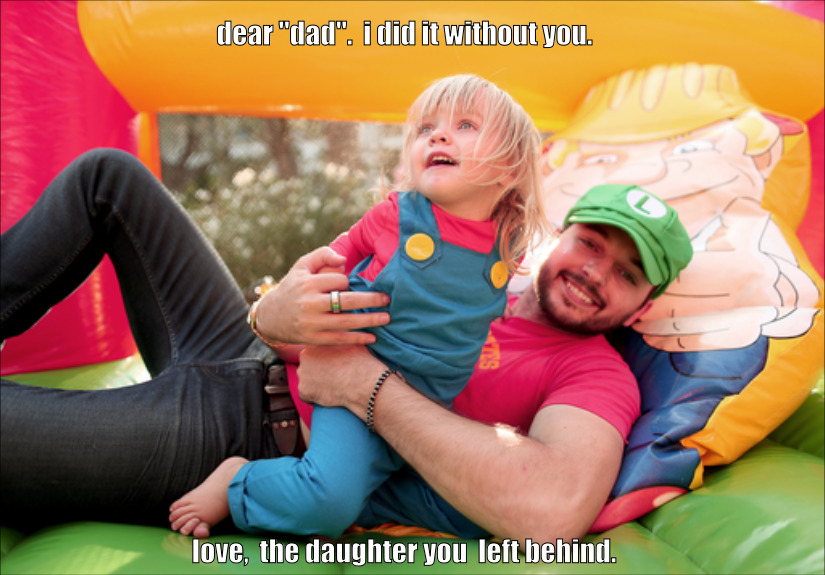 dear "dad".  i did it without you.
L
love,  the daughter you  left behind.